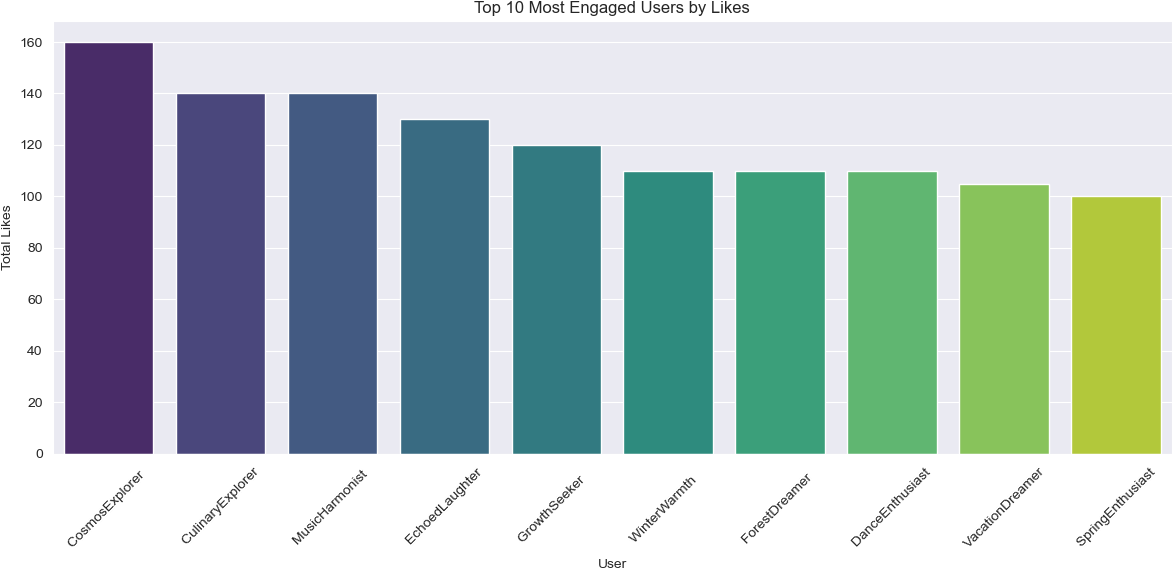 Top 10 Most Engaged Users by Likes
Total Likes
160
140
120
100
80
60
40
20
0
CosmosExplorer
CulinaryExplorer
MusicHarmonist
EchoedLaughter
GrowthSeeker
WinterWarmth
ForestDreamer
DanceEnthusiast
VacationDreamer
SpringEnthusiast
User